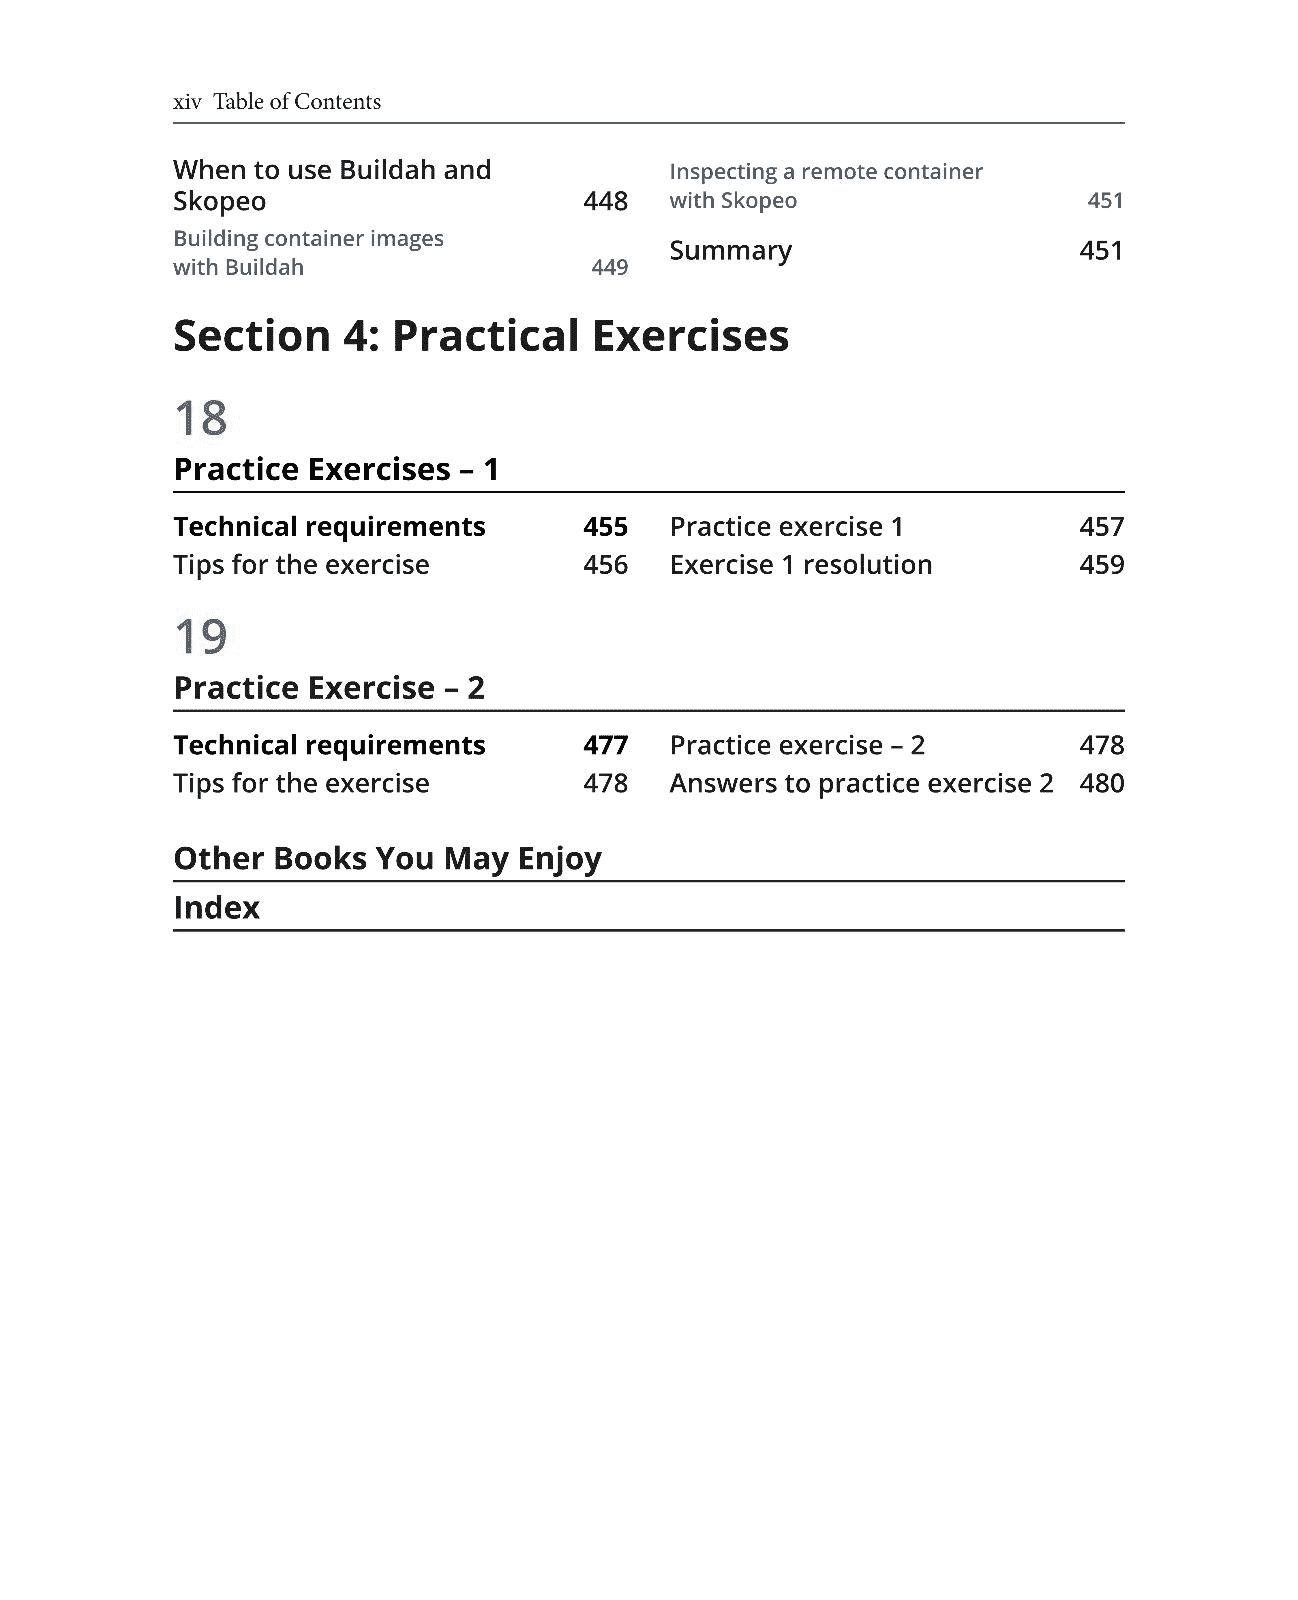 xiv Table of Contents
When to use Buildah and
Skopeo 448
Building container images
with Buildah 449
Inspecting a remote container
with Skopeo 451
Summary 451
Section 4: Practical Exercises
18
Practice Exercises – 1
Technical requirements 455
Tips for the exercise 456
Practice exercise 1 457
Exercise 1 resolution 459
19
Practice Exercise – 2
Technical requirements 477
Tips for the exercise 478
Practice exercise – 2 478
Answers to practice exercise 2 480
Other Books You May Enjoy
Index